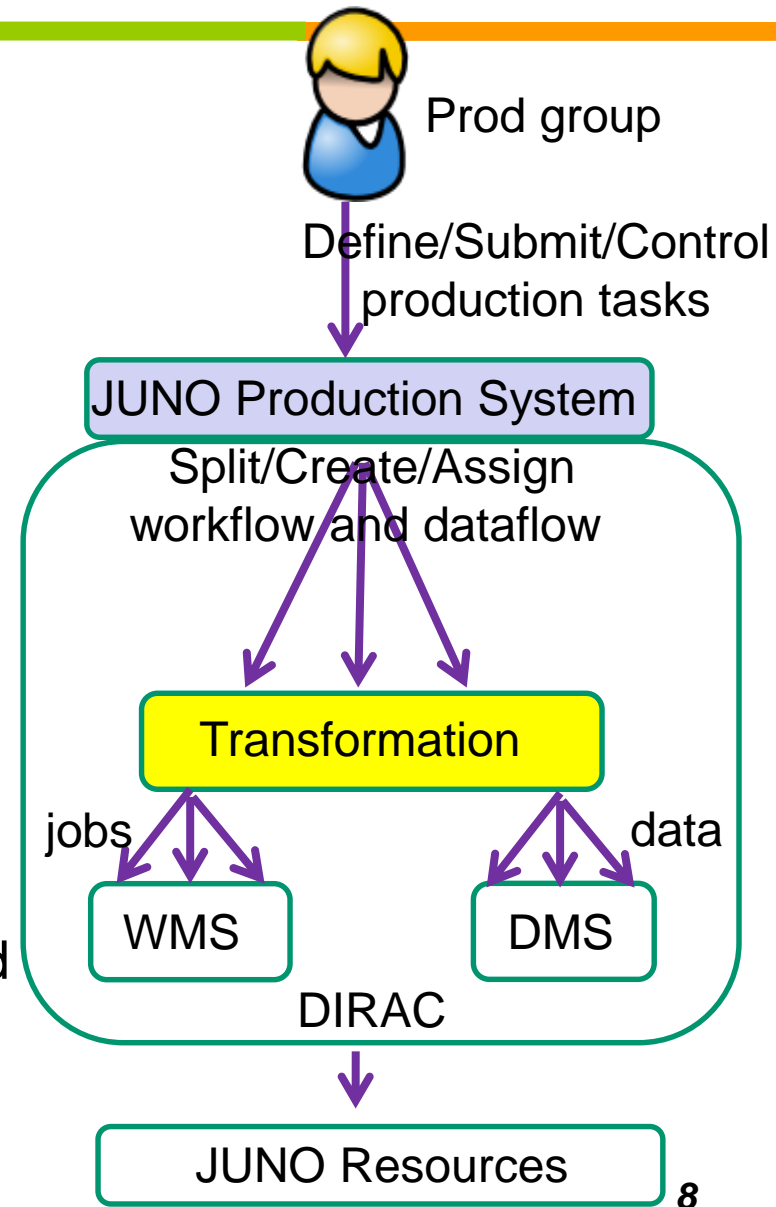 Prod group
Define/Submit/Control
production tasks
JUNO Production System
Split/Create/Assign
workflow and dataflow
Transformation
jobs
data
WMS
DMS
d
DIRAC
JUNO Resources
8